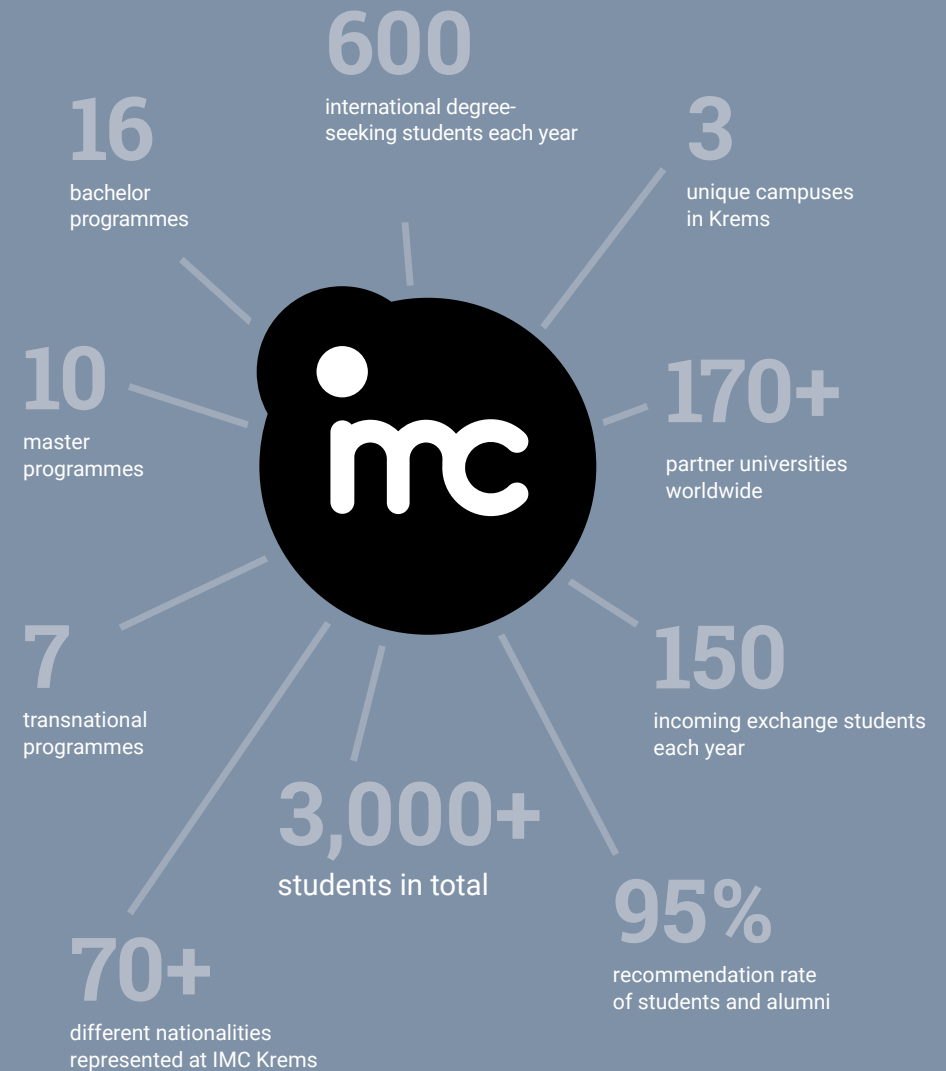 600
international degree-
seeking students each year
16
bachelor
programmes
3
unique campuses
in Krems
imc
10
master
programmes
170+
partner universities
worldwide
7
transnational
programmes
150
incoming exchange students
each year
3,000+
students in total
95%
recommendation rate
of students and alumni
70+
different nationalities
represented at IMC Krems